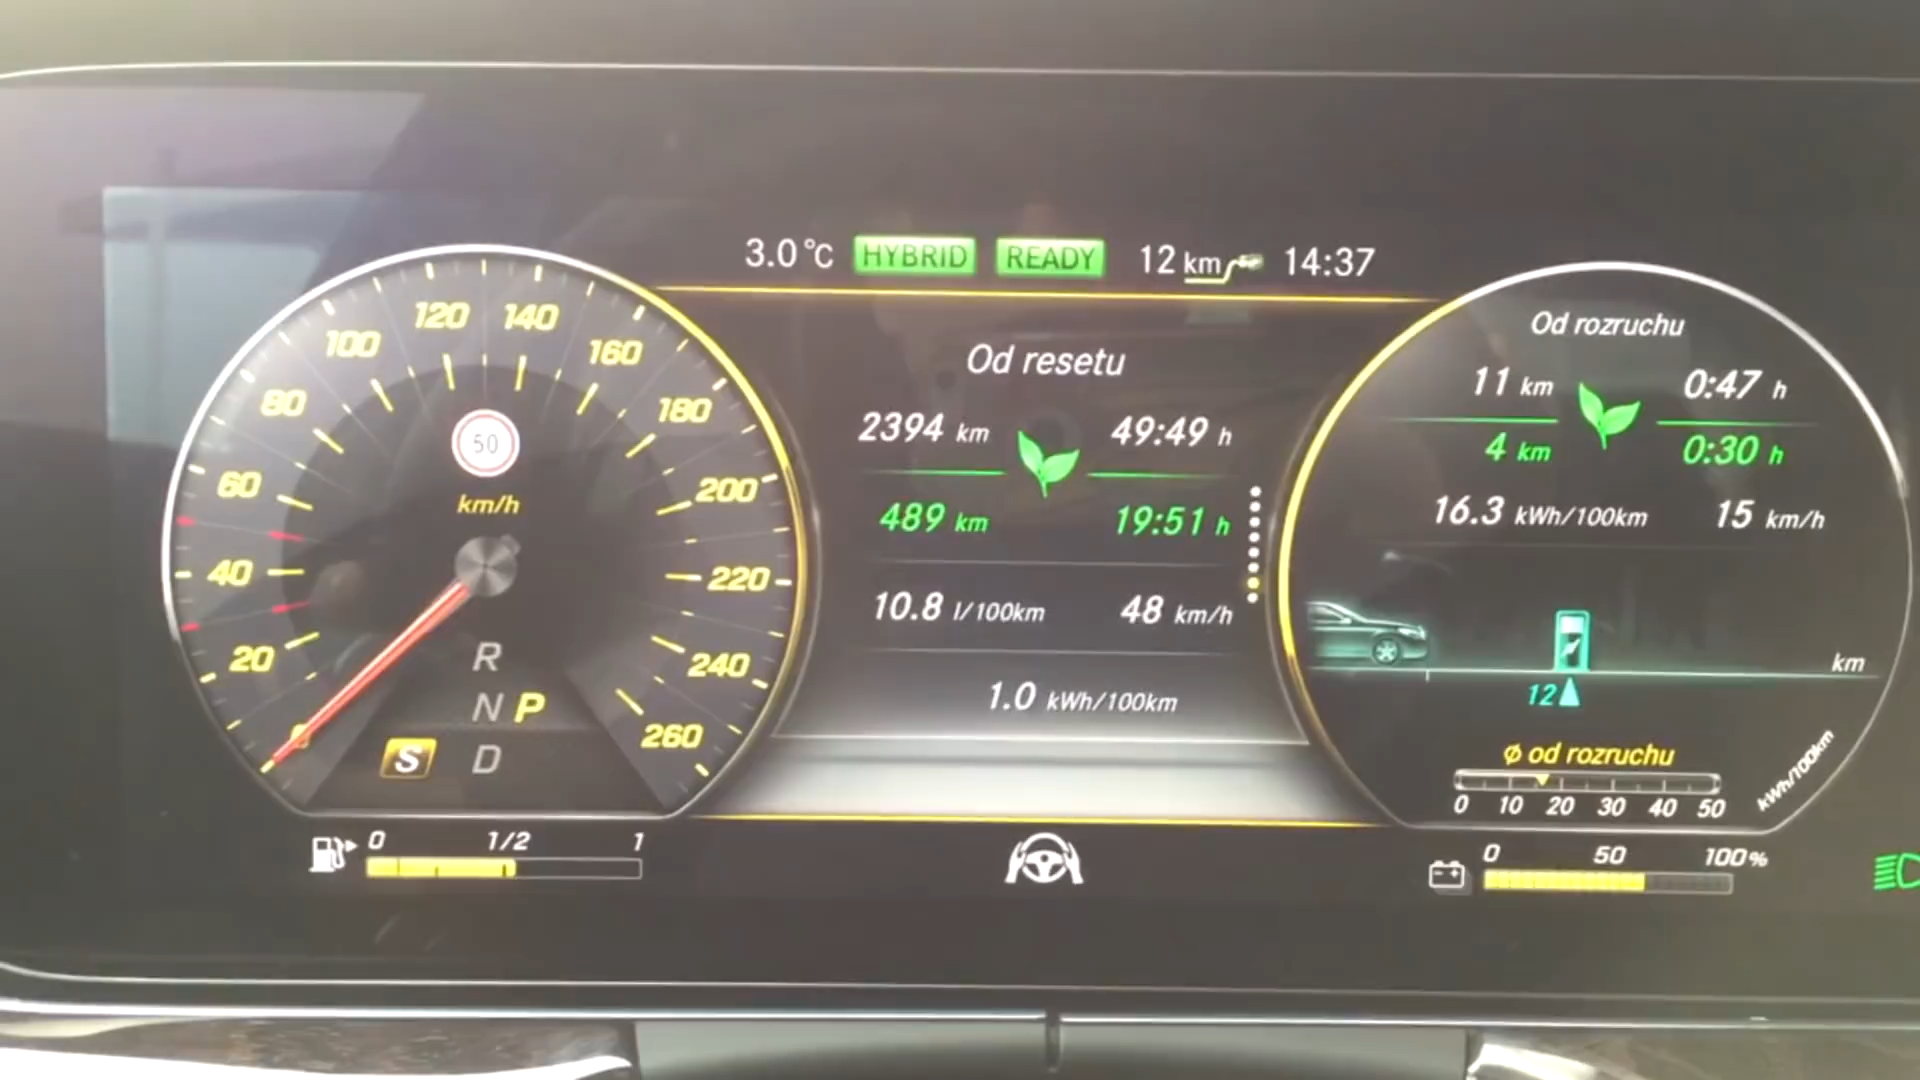 3.0 °C HYBRID READY 12 km 14:37
120 140
100 160
80 180
60 200
40 220
20 240
260
50
km/h
R
N P
S D
0 1/2 1
Od resetu
2394 km 49:49 h
489 km 19:51 h
10.8 l/100km 48 km/h
1.0 kWh/100km
Od rozruchu
11 km 0:47 h
4 km 0:30 h
16.3 kWh/100km 15 km/h
km
12
ø od rozruchu
0 10 20 30 40 50
kWh/100km
0 50 100%